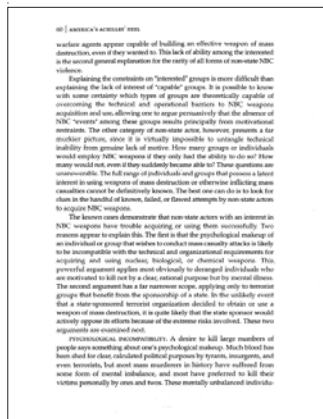 60 | AMERICA'S ACHILLES' HEEL
warfare agents appear capable of building an effective weapon of mass
destruction, even if they wanted to. This lack of ability among the interested
is the second general explanation for the rarity of all forms of non-state NBC
violence.
Explaining the constraints on "interested" groups is more difficult than
explaining the lack of interest of "capable" groups. It is possible to know
with some certainty which types of groups are theoretically capable of
overcoming the technical and operational barriers to NBC weapons
acquisition and use, allowing one to argue persuasively that the absence of
NBC "events" among these groups results principally from motivational
restraints. The other category of non-state actor, however, presents a far
murkier picture, since it is virtually impossible to untangle technical
inability from genuine lack of motive. How many groups or individuals
would employ NBC weapons if they only had the ability to do so? How
many would not, even if they suddenly became able to? These questions are
unanswerable. The full range of individuals and groups that possess a latent
interest in using weapons of mass destruction or otherwise inflicting mass
casualties cannot be definitively known. The best one can do is to look for
clues in the handful of known, failed, or flawed attempts by non-state actors
to acquire NBC weapons.
The known cases demonstrate that non-state actors with an interest in
NBC weapons have trouble acquiring or using them successfully. Two
reasons appear to explain this. The first is that the psychological makeup of
an individual or group that wishes to conduct mass-casualty attacks is likely
to be incompatible with the technical and organizational requirements for
acquiring and using nuclear, biological, or chemical weapons. This
powerful argument applies most obviously to deranged individuals who
are motivated to kill not by a clear, rational purpose but by mental illness.
The second argument has a far narrower scope, applying only to terrorist
groups that benefit from the sponsorship of a state. In the unlikely event
that a state-sponsored terrorist organization decided to obtain or use a
weapon of mass destruction, it is quite likely that the state sponsor would
actively oppose its efforts because of the extreme risks involved. These two
arguments are examined next.
PSYCHOLOGICAL INCOMPATIBILITY. A desire to kill large numbers of
people says something about one's psychological makeup. Much blood has
been shed for clear, calculated political purposes by tyrants, insurgents, and
even terrorists, but most mass murderers in history have suffered from
some form of mental imbalance, and most have preferred to kill their
victims personally by ones and twos. These mentally unbalanced individu-